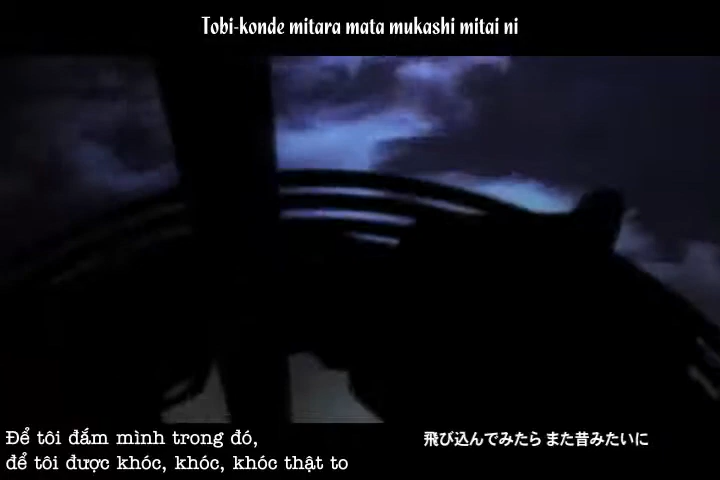 Tobi-konde mitara mata mukashi mitai ni
Để tôi đắm mình trong đó,
để tôi được khóc, khóc, khóc thật to
飛び込んでみたら また昔みたいに